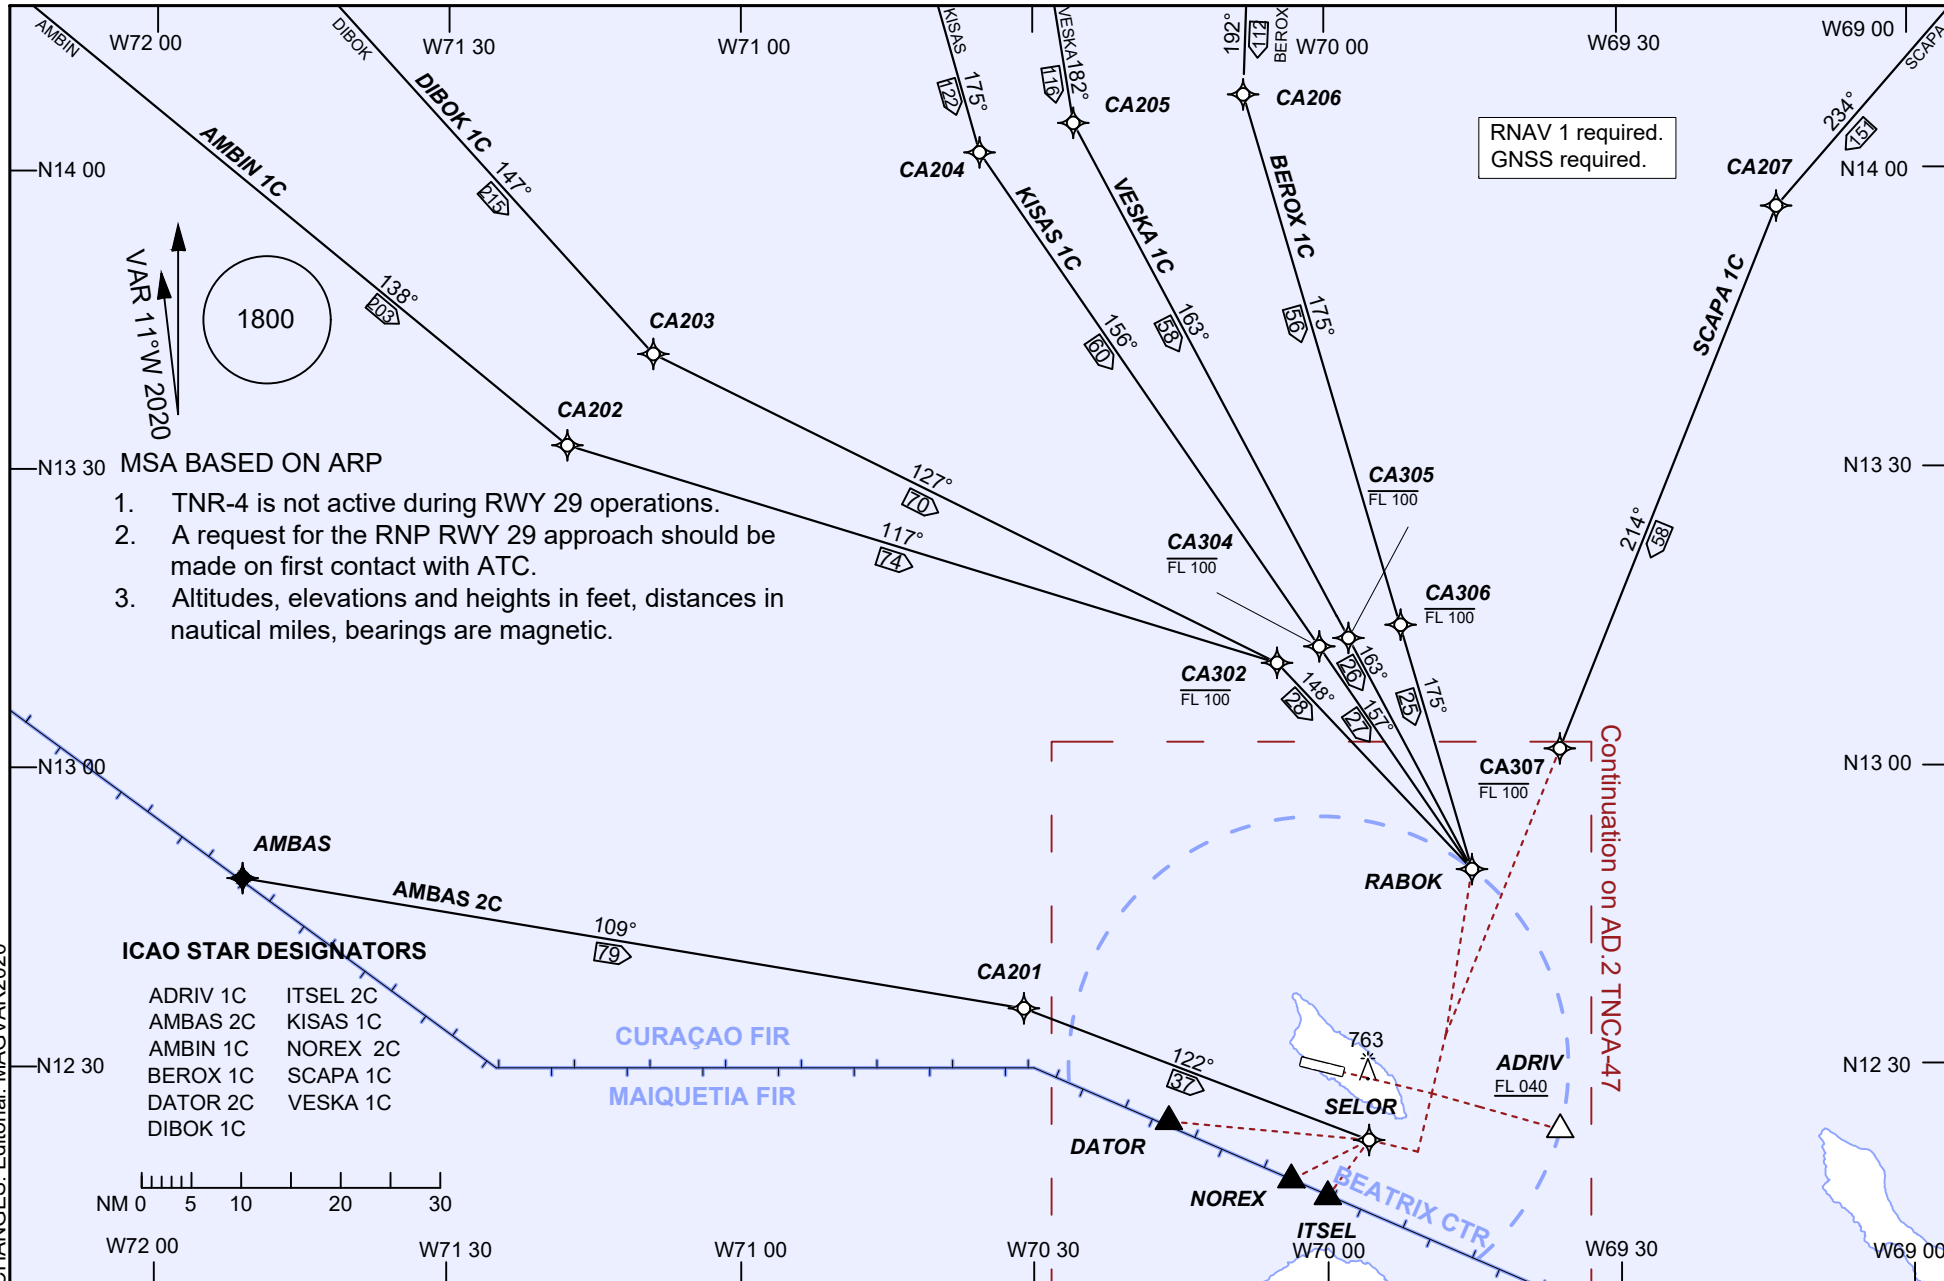 AMBIN
W72 00
DIBOK
W71 30
W71 00
KISAS
VESKA
192°
112
BEROX
W70 00
W69 30
W69 00
SCAPA
122
175°
116
182°
CA205
CA206
234°
151
RNAV 1 required.
GNSS required.
CA204
CA207
N14 00
N14 00
AMBIN 1C
DIBOK 1C
147°
215
KISAS 1C
VESKA 1C
BEROX 1C
SCAPA 1C
VAR 11°W 2020
1800
138°
203
CA203
156°
60
163°
58
175°
56
CA202
N13 30
MSA BASED ON ARP
N13 30
1. TNR-4 is not active during RWY 29 operations.
2. A request for the RNP RWY 29 approach should be
made on first contact with ATC.
3. Altitudes, elevations and heights in feet, distances in
nautical miles, bearings are magnetic.
127°
70
117°
74
CA305
FL 100
214°
58
CA304
FL 100
CA306
FL 100
CA302
FL 100
148°
28
26
163°
27
157°
25
175°
N13 00
CA307
FL 100
N13 00
Continuation on AD.2 TNCA-47
AMBAS
RABOK
AMBAS 2C
109°
79
CA201
ICAO STAR DESIGNATORS
ADRIV 1C ITSEL 2C
AMBAS 2C KISAS 1C
AMBIN 1C NOREX 2C
BEROX 1C SCAPA 1C
DATOR 2C VESKA 1C
DIBOK 1C
CURAÇAO FIR
MAIQUETIA FIR
N12 30
122°
37
763
SELOR
ADRIV
FL 040
N12 30
DATOR
NOREX
ITSEL
BEATRIX CTR
NM 0 5 10 20 30
W72 00
W71 30
W71 00
W70 30
W70 00
W69 30
W69 00
CHANGES: Editorial. MAG VAR2020